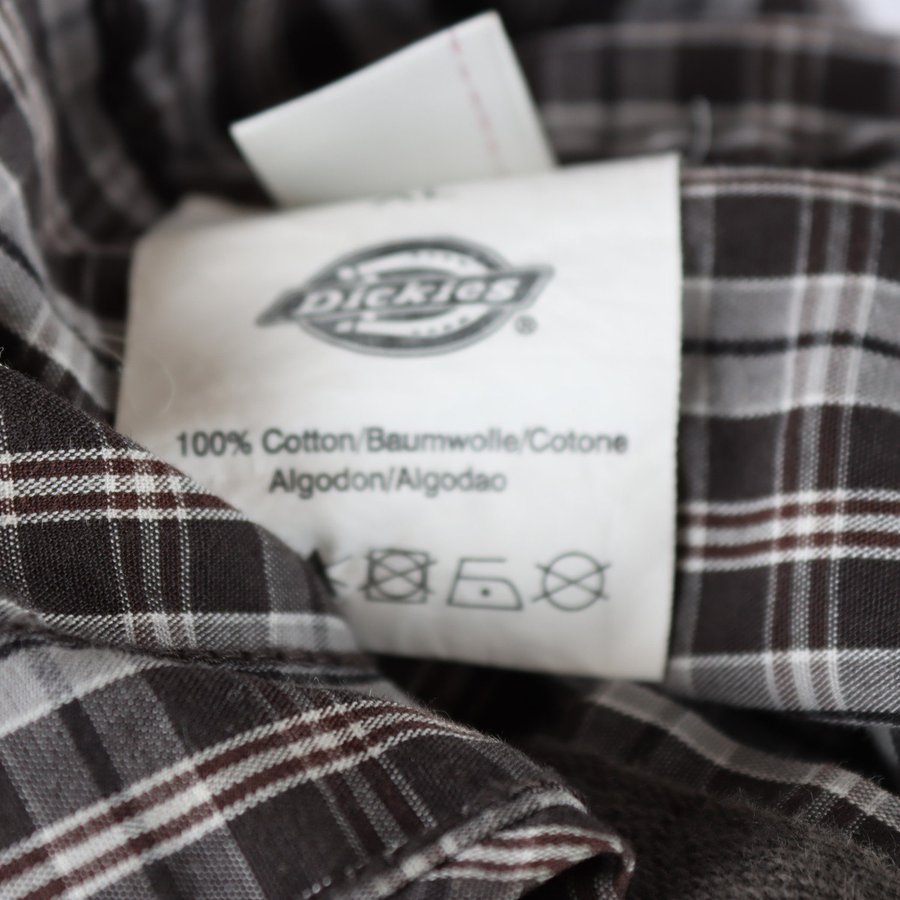 Dickies®
100% Cotton/Baumwolle/Cotone
Algodon/Algodao